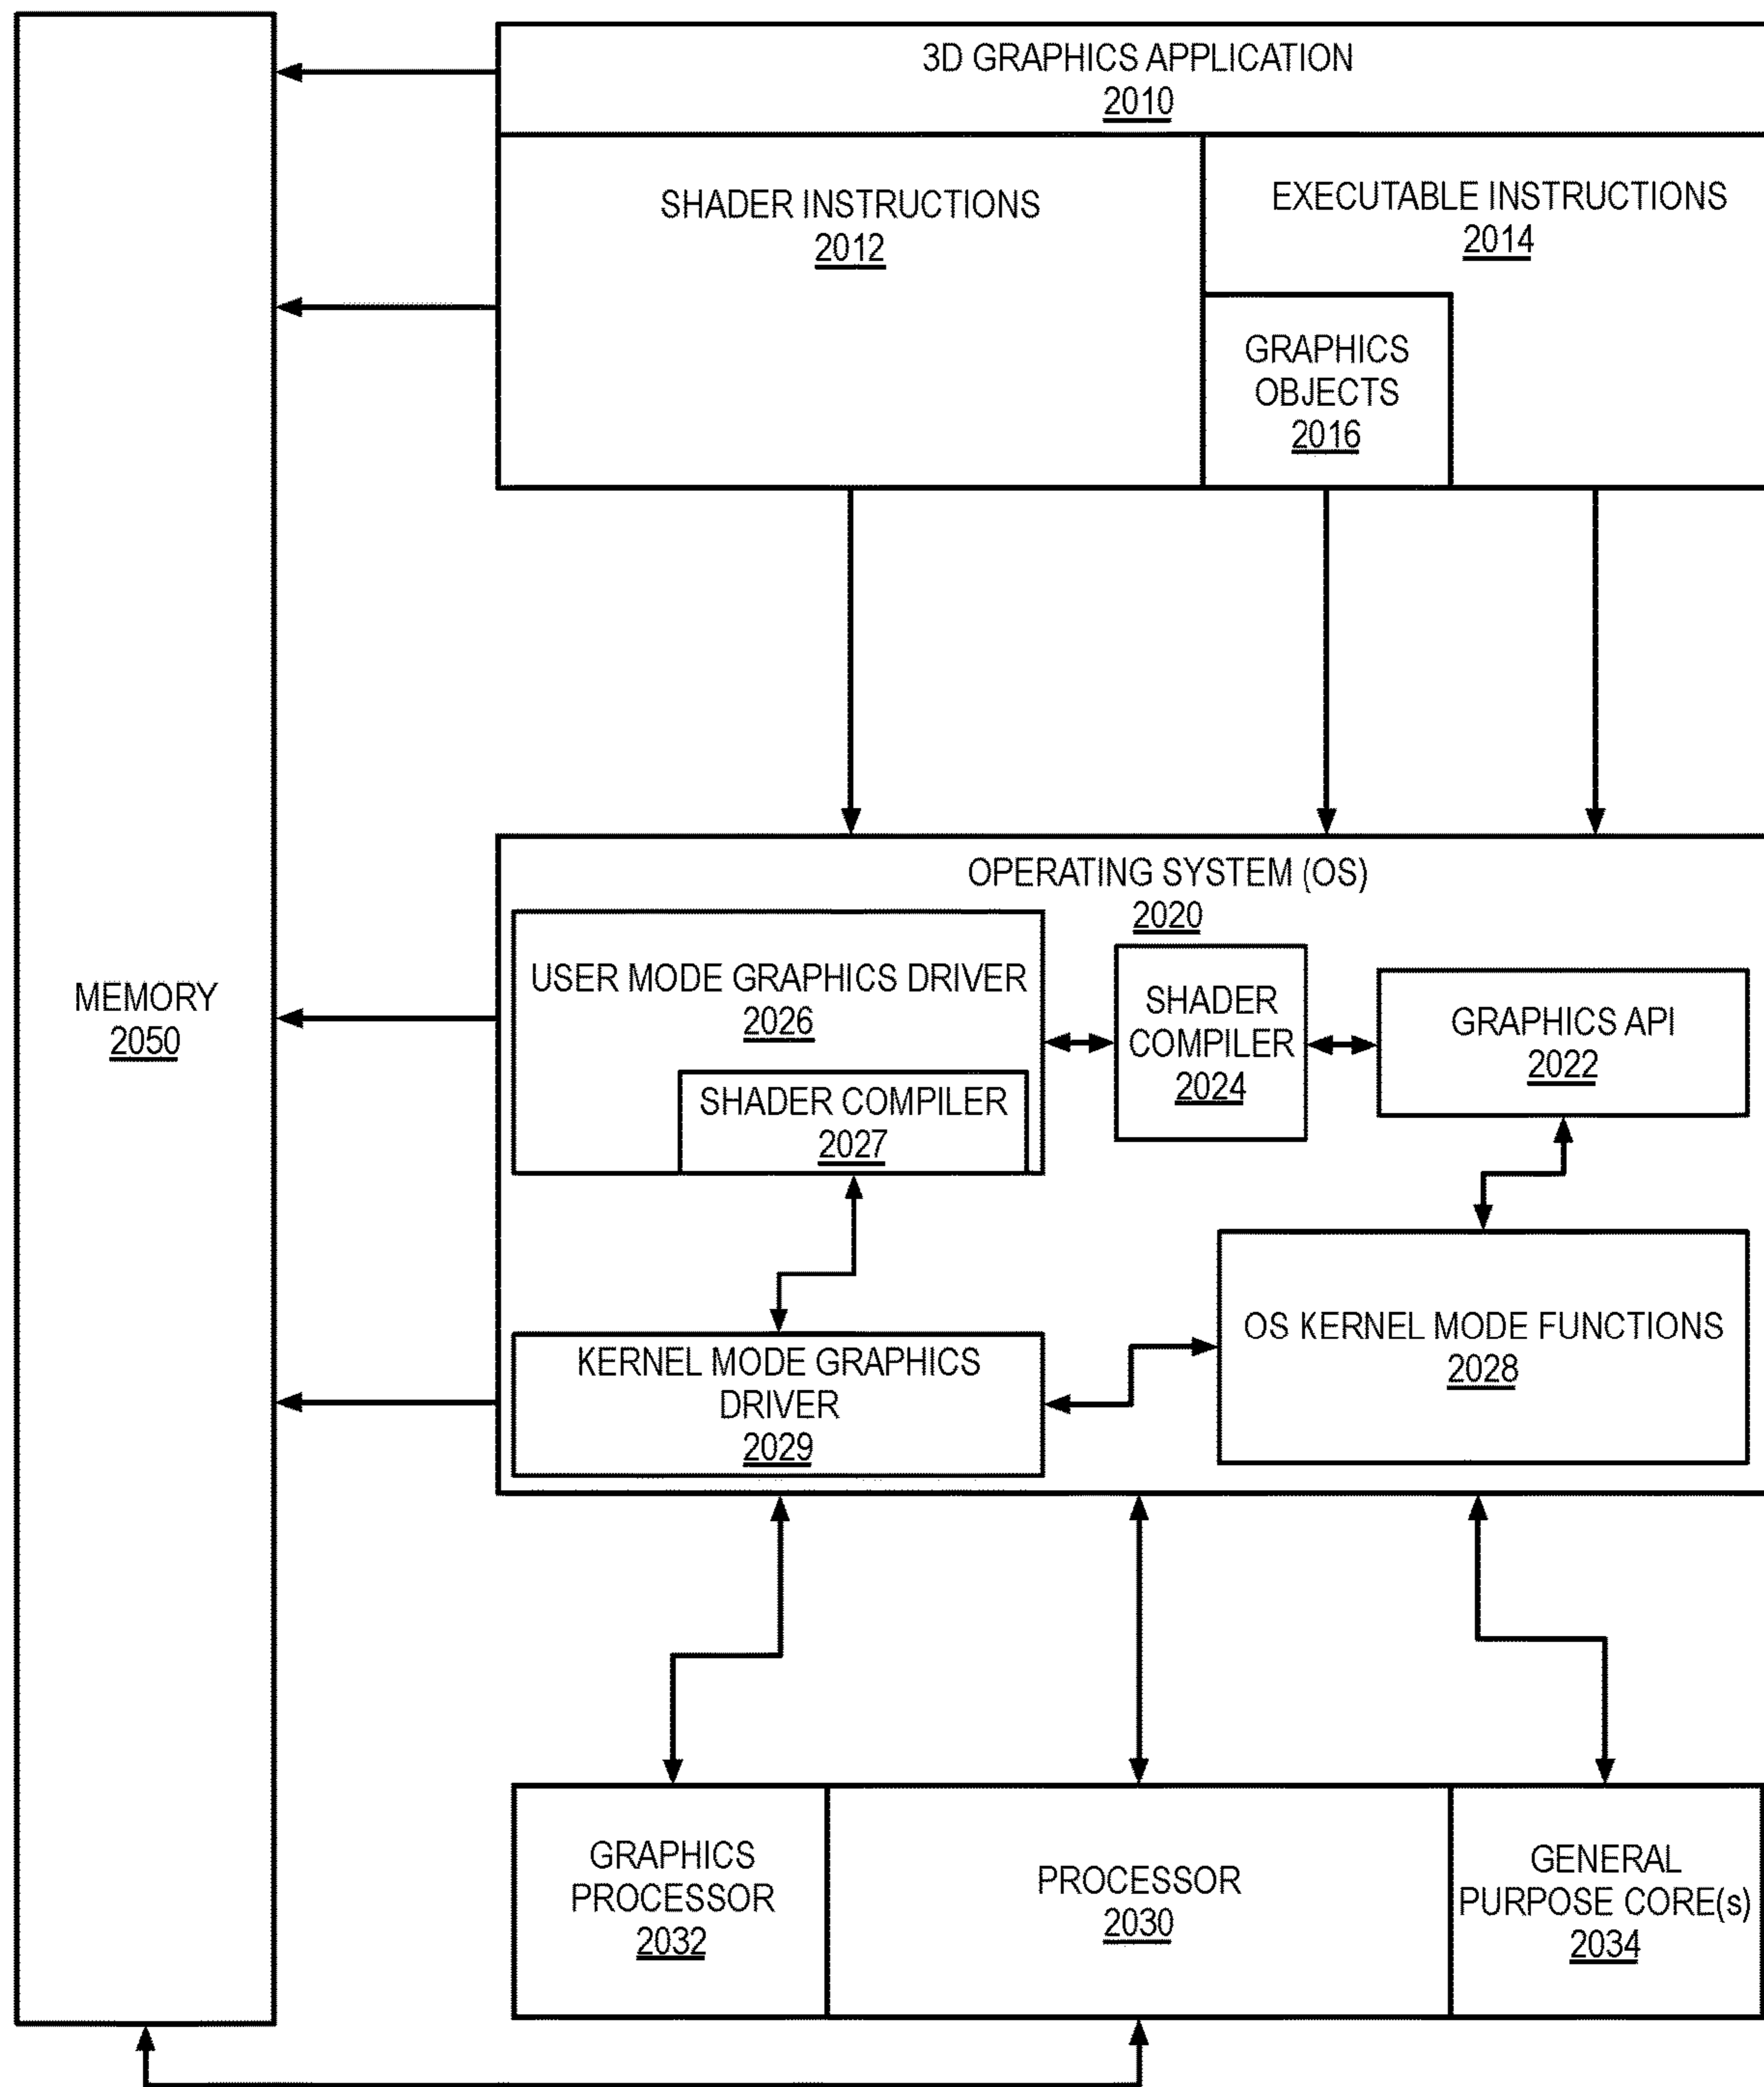 3D GRAPHICS APPLICATION
2010
SHADER INSTRUCTIONS
2012
EXECUTABLE INSTRUCTIONS
2014
GRAPHICS
OBJECTS
2016
OPERATING SYSTEM (OS)
2020
USER MODE GRAPHICS DRIVER
2026
SHADER COMPILER
2027
SHADER
COMPILER
2024
GRAPHICS API
2022
MEMORY
2050
KERNEL MODE GRAPHICS
DRIVER
2029
OS KERNEL MODE FUNCTIONS
2028
GRAPHICS
PROCESSOR
2032
PROCESSOR
2030
GENERAL
PURPOSE CORE(s)
2034